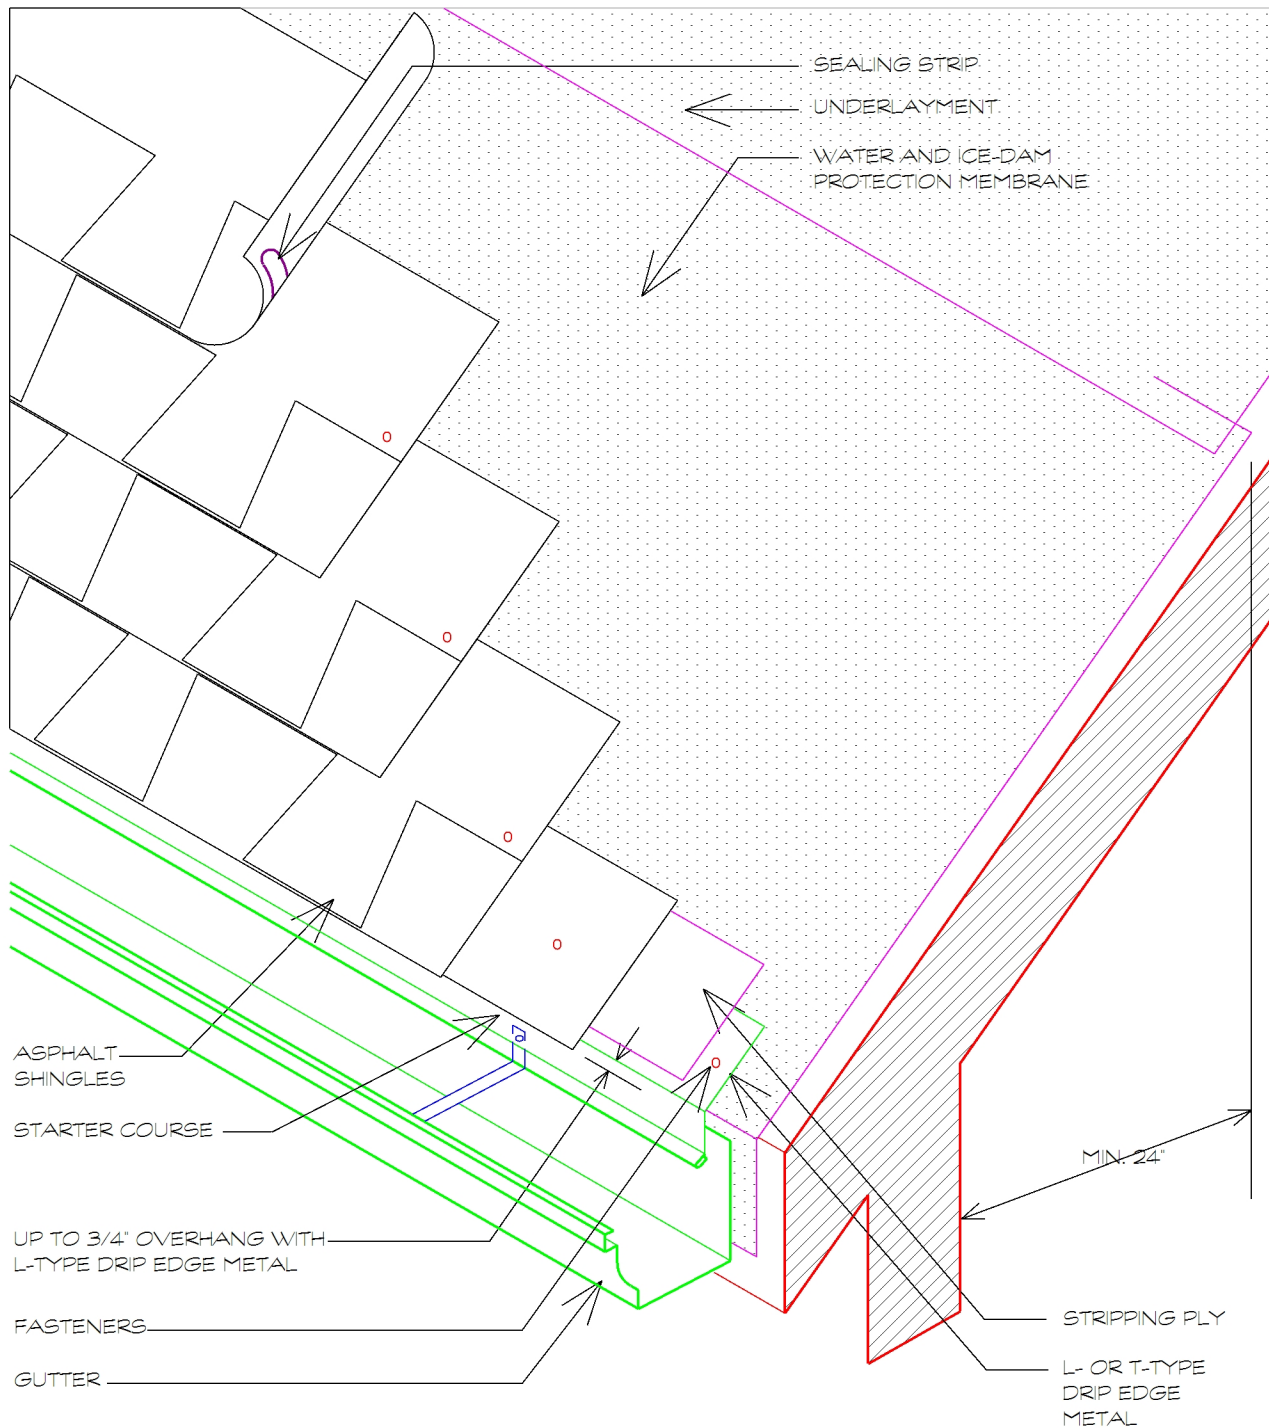 SEALING STRIP
UNDERLAYMENT
WATER AND ICE-DAM
PROTECTION MEMBRANE
ASPHALT
SHINGLES
STARTER COURSE
MIN. 24"
UP TO 3/4" OVERHANG WITH
L-TYPE DRIP EDGE METAL
FASTENERS
GUTTER
STRIPPING PLY
L- OR T-TYPE
DRIP EDGE
METAL